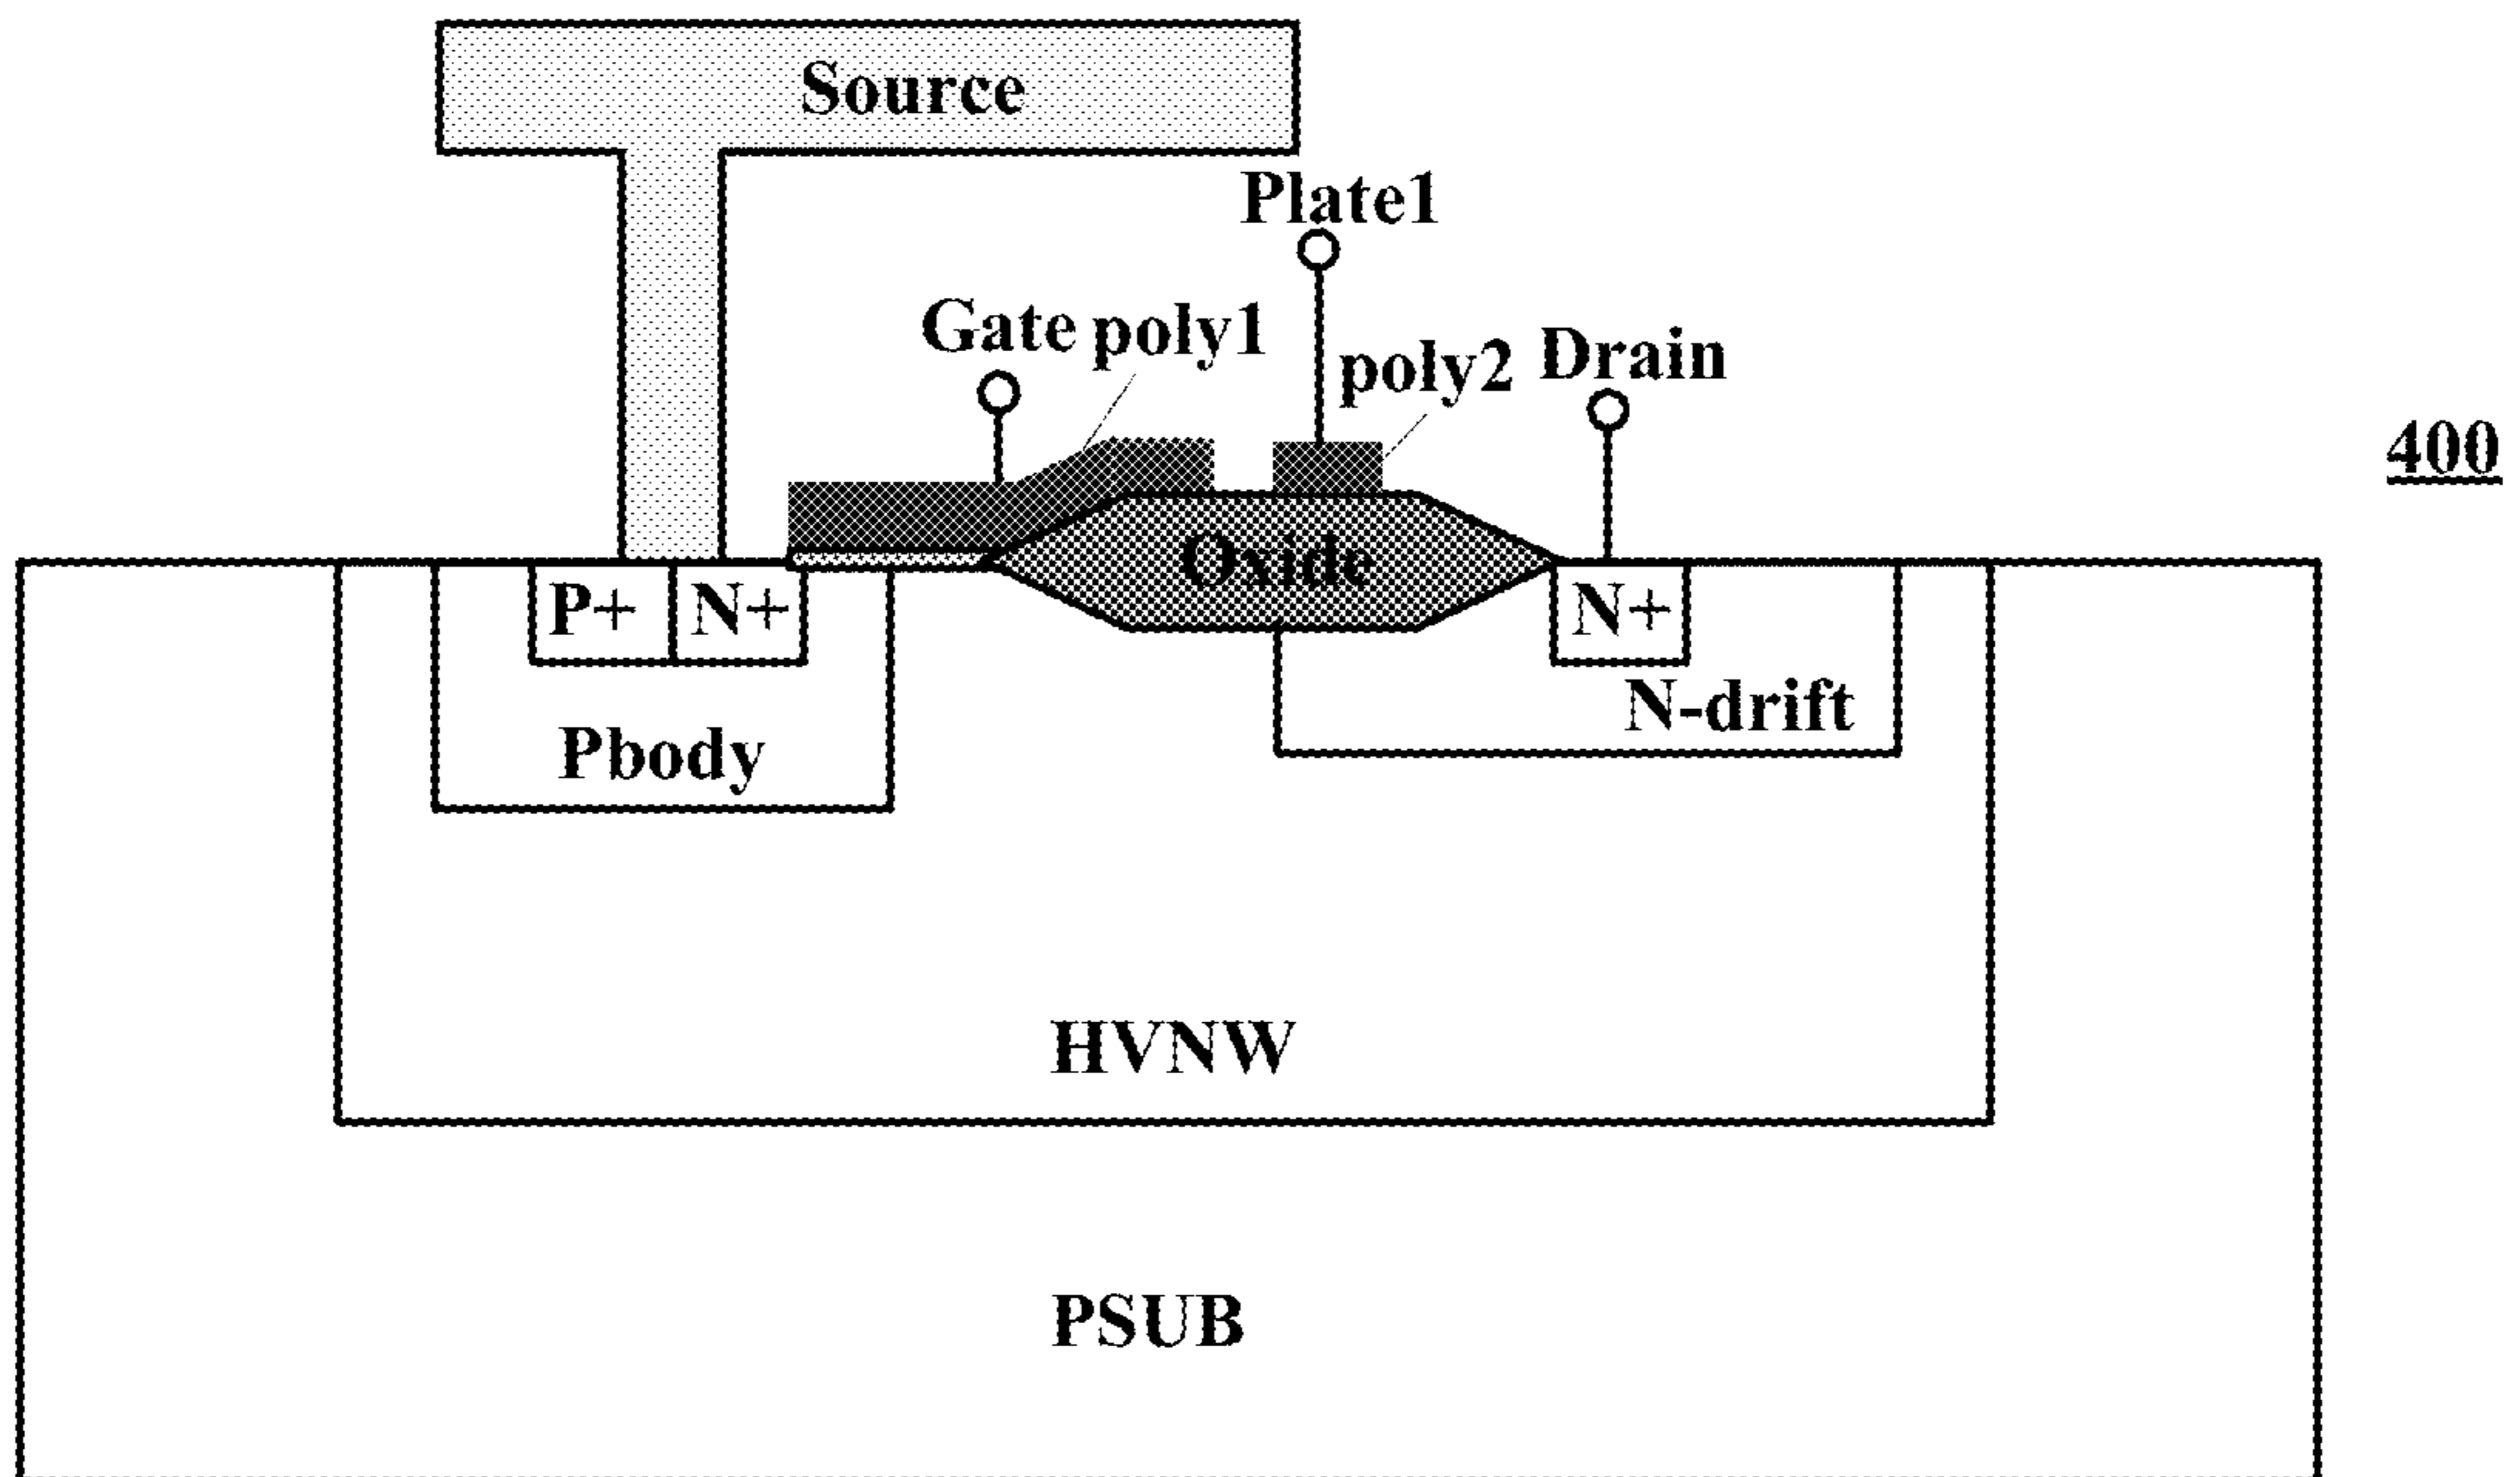 Source
Plate1
Gate poly1
poly2 Drain
400
Oxide
P+ N+ N+
N-drift
Pbody
HVNW
PSUB